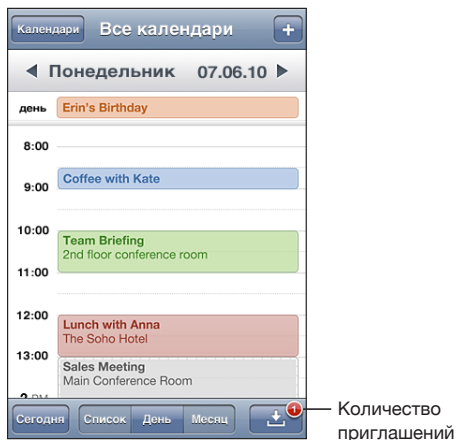 Календари Все календари +
Понедельник 07.06.10
день Erin's Birthday
8:00
Coffee with Kate
9:00
10:00
Team Briefing
2nd floor conference room
11:00
12:00
Lunch with Anna
The Soho Hotel
13:00
Sales Meeting
Main Conference Room
2 PM
Сегодня Список День Месяц 1
Количество
приглашений